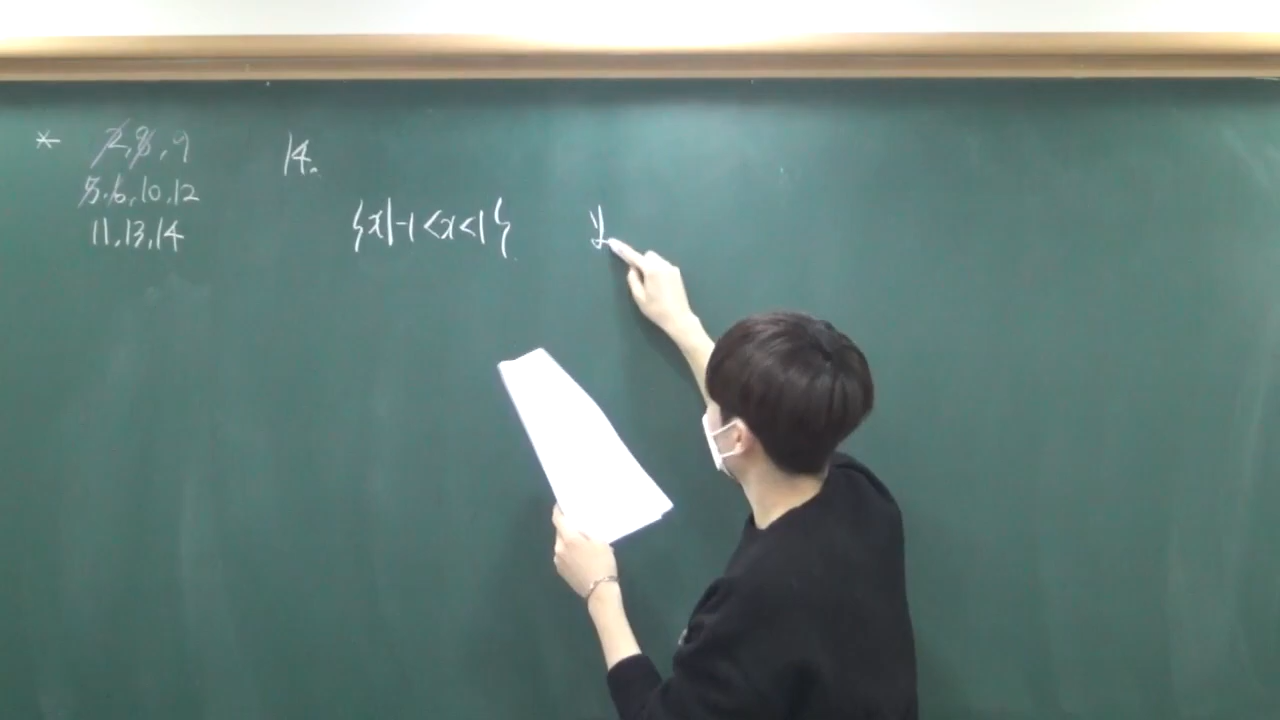 * 2, 8, 9
5, 6, 10, 12
11, 13, 14
14.
{x|-1<x<1}
y